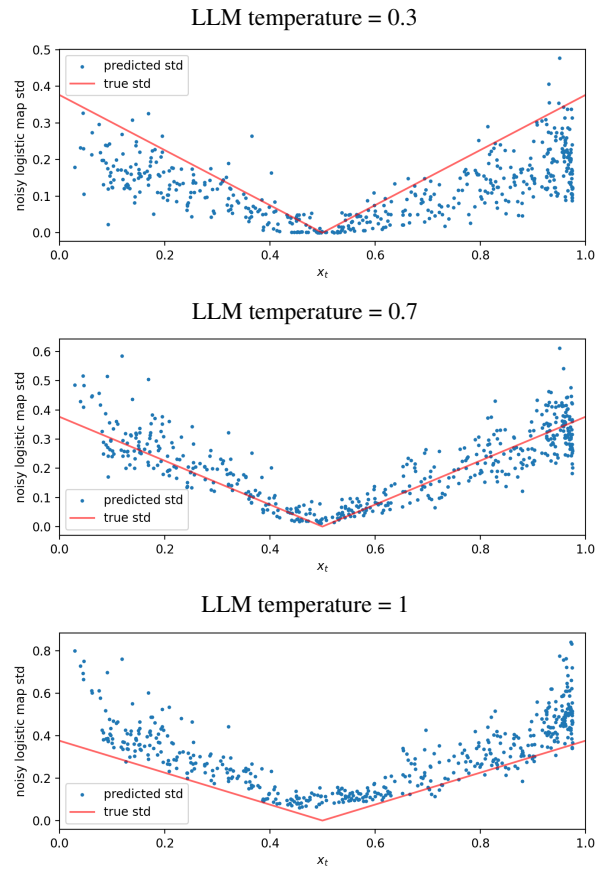 LLM temperature = 0.3
0.5
0.4
0.3
0.2
0.1
0.0
noisy logistic map std
predicted std
true std
0.0 0.2 0.4 0.6 0.8 1.0
x_t
LLM temperature = 0.7
0.6
0.5
0.4
0.3
0.2
0.1
0.0
noisy logistic map std
predicted std
true std
0.0 0.2 0.4 0.6 0.8 1.0
x_t
LLM temperature = 1
0.8
0.6
0.4
0.2
0.0
noisy logistic map std
predicted std
true std
0.0 0.2 0.4 0.6 0.8 1.0
x_t